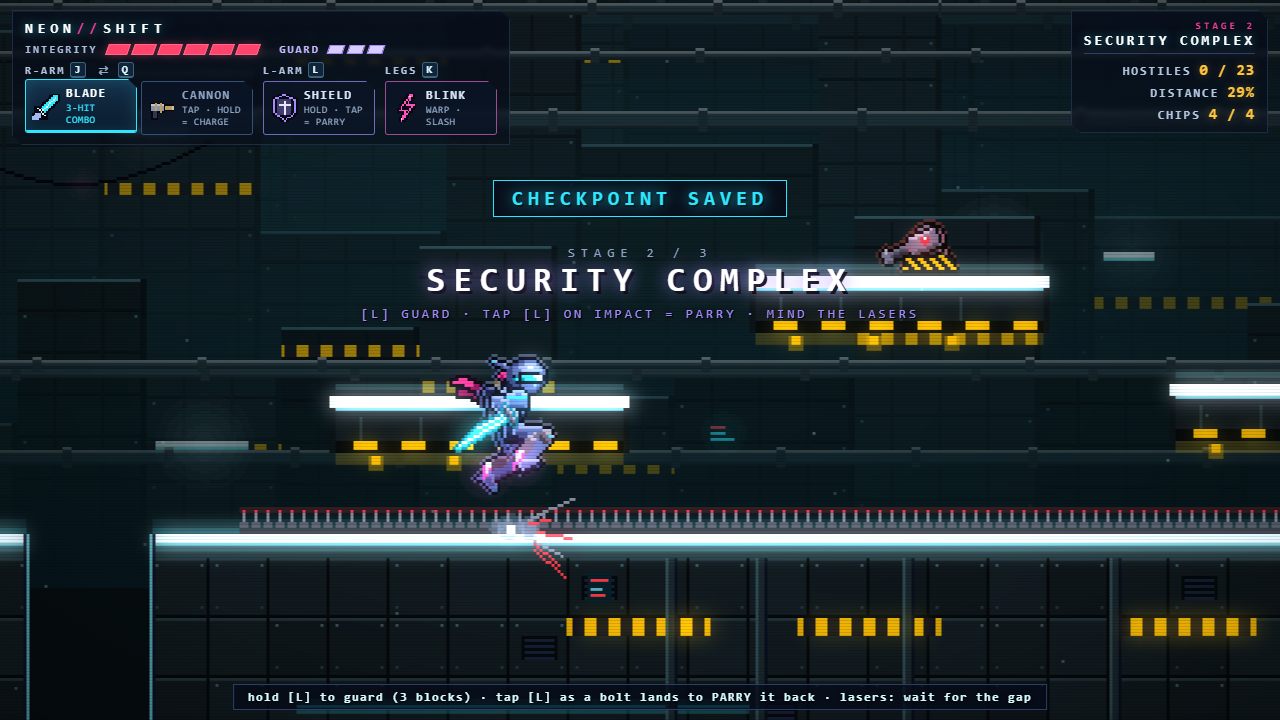 NEON//SHIFT
INTEGRITY GUARD
R-ARM J ⇄ Q L-ARM L LEGS K
BLADE
3-HIT
COMBO
CANNON
TAP · HOLD
= CHARGE
SHIELD
HOLD · TAP
= PARRY
BLINK
WARP ·
SLASH
STAGE 2
SECURITY COMPLEX
HOSTILES 0 / 23
DISTANCE 29%
CHIPS 4 / 4
CHECKPOINT SAVED
STAGE 2 / 3
SECURITY COMPLEX
[L] GUARD · TAP [L] ON IMPACT = PARRY · MIND THE LASERS
hold [L] to guard (3 blocks) · tap [L] as a bolt lands to PARRY it back · lasers: wait for the gap